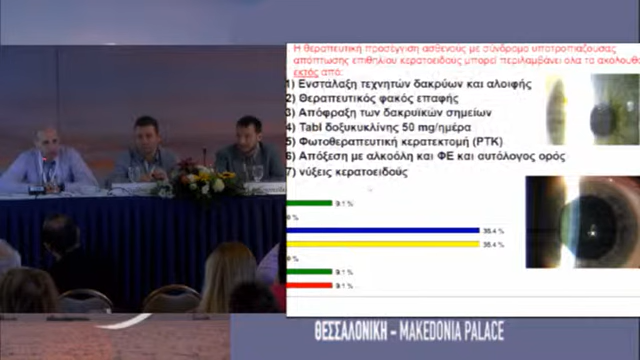 Η θεραπευτική προσέγγιση ασθενούς με σύνδρομο υποτροπιάζουσας
απόπτωσης επιθηλίου κερατοειδούς μπορεί περιλαμβάνει όλα τα ακόλουθα
εκτός από:
1) Ενστάλαξη τεχνητών δακρύων και αλοιφής
2) Θεραπευτικός φακός επαφής
3) Απόφραξη των δακρυϊκών σημείων
4) Tabl δοξυκυκλίνης 50 mg/ημέρα
5) Φωτοθεραπευτική κερατεκτομή (PTK)
6) Απόξεση με αλκοόλη και ΦΕ και αυτόλογος ορός
7) νύξεις κερατοειδούς
9.1 %
%
36.4 %
36.4 %
%
9.1 %
9.1 %
ΘΕΣΣΑΛΟΝΙΚΗ – MAKEDONIA PALACE